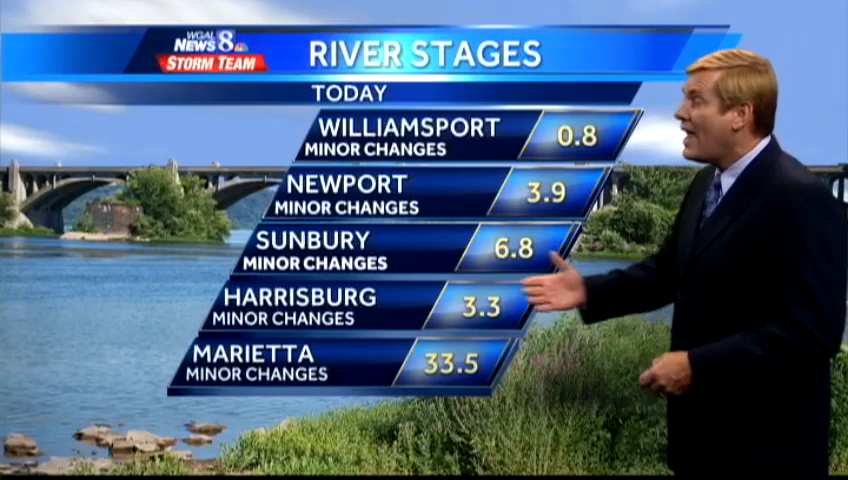 WGAL
NEWS 8
STORM TEAM
RIVER STAGES
TODAY
WILLIAMSPORT
MINOR CHANGES
0.8
NEWPORT
MINOR CHANGES
3.9
SUNBURY
MINOR CHANGES
6.8
HARRISBURG
MINOR CHANGES
3.3
MARIETTA
MINOR CHANGES
33.5